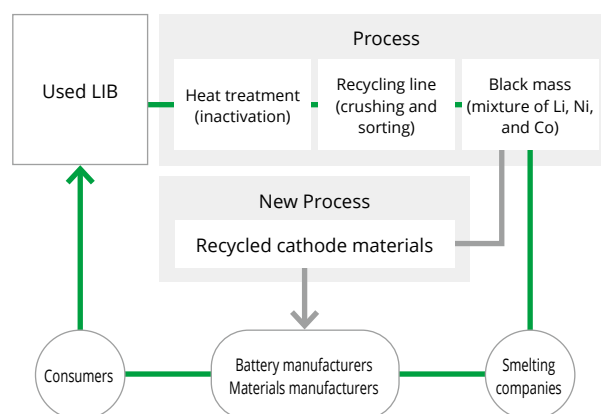 Process
Used LIB
Heat treatment
(inactivation)
Recycling line
(crushing and
sorting)
Black mass
(mixture of Li, Ni,
and Co)
New Process
Recycled cathode materials
Consumers
Battery manufacturers
Materials manufacturers
Smelting
companies